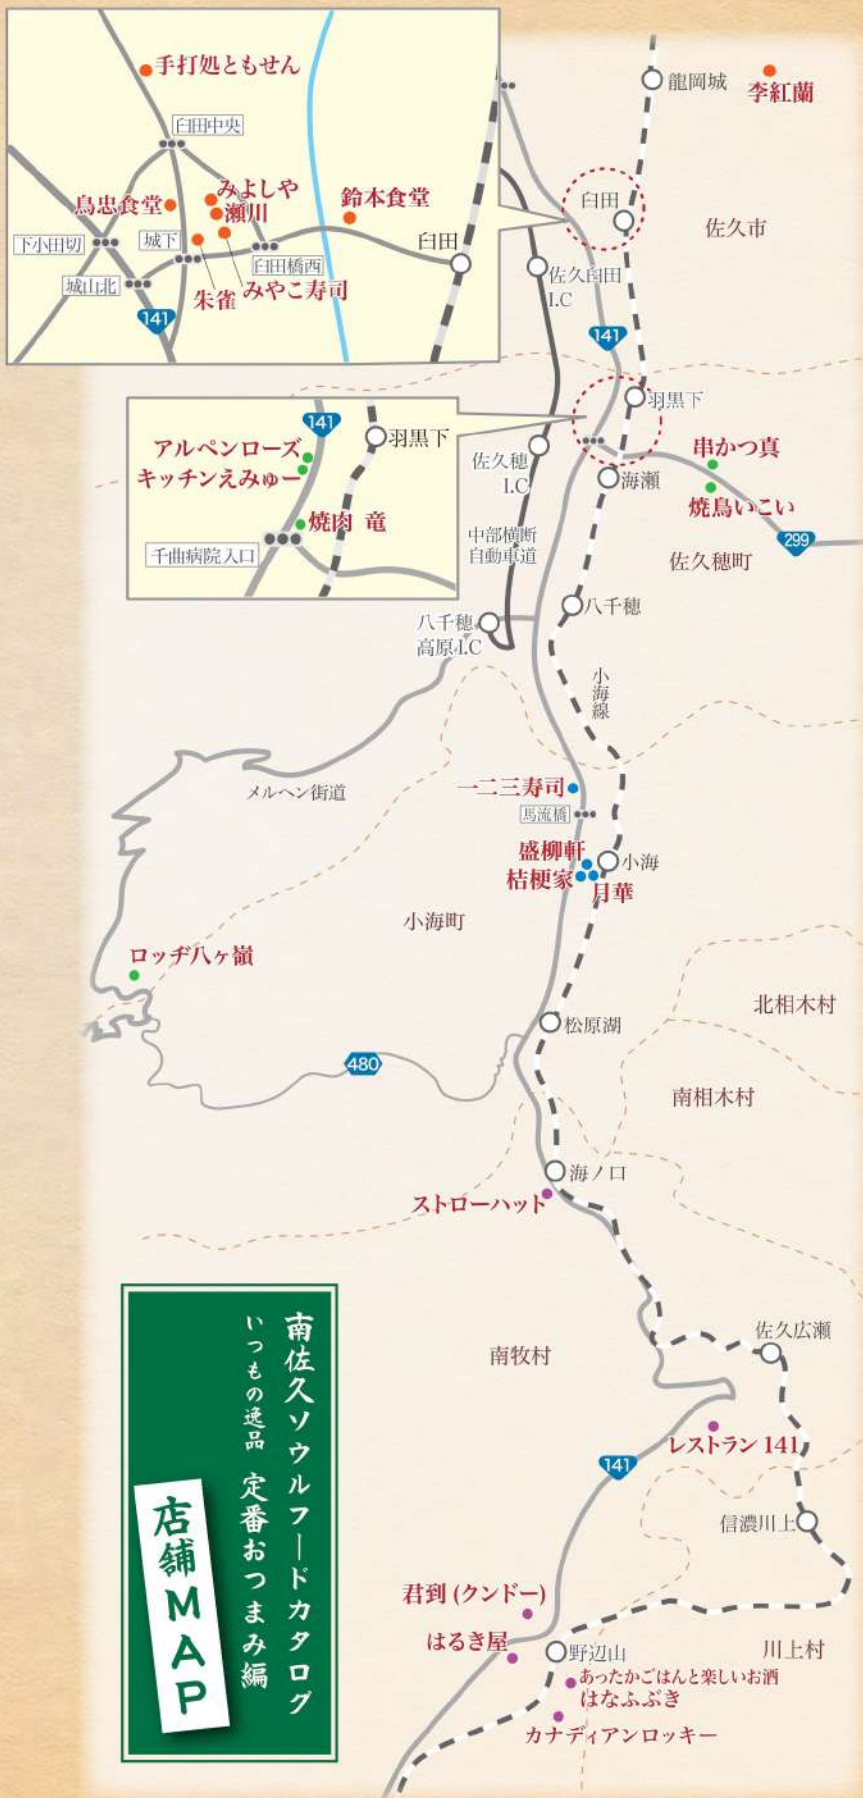 手打処ともせん
臼田中央
みよしや
瀬川
鳥忠食堂
鈴木食堂
下小田切
城下
臼田橋西
臼田
城山北
朱雀
みやこ寿司
141
龍岡城
李紅蘭
臼田
佐久市
佐久臼田
I.C
141
羽黒下
141
羽黒下
アルペンローズ
キッチンえみゅー
焼肉 竜
千曲病院入口
佐久穂
I.C
海瀬
串かつ真
焼鳥いこい
299
中部横断
自動車道
佐久穂町
八千穂
八千穂
高原I.C
小海線
メルヘン街道
一二三寿司
馬流橋
盛柳軒
小海
桔梗家
月華
小海町
ロッヂ八ヶ嶺
北相木村
松原湖
480
南相木村
海ノ口
ストローハット
南牧村
佐久広瀬
レストラン 141
141
信濃川上
君到 (クンドー)
はるき屋
野辺山
川上村
あったかごはんと楽しいお酒
はなふぶき
カナディアンロッキー
南佐久ソウルフードカタログ
いつもの逸品 定番おつまみ編
店舗MAP